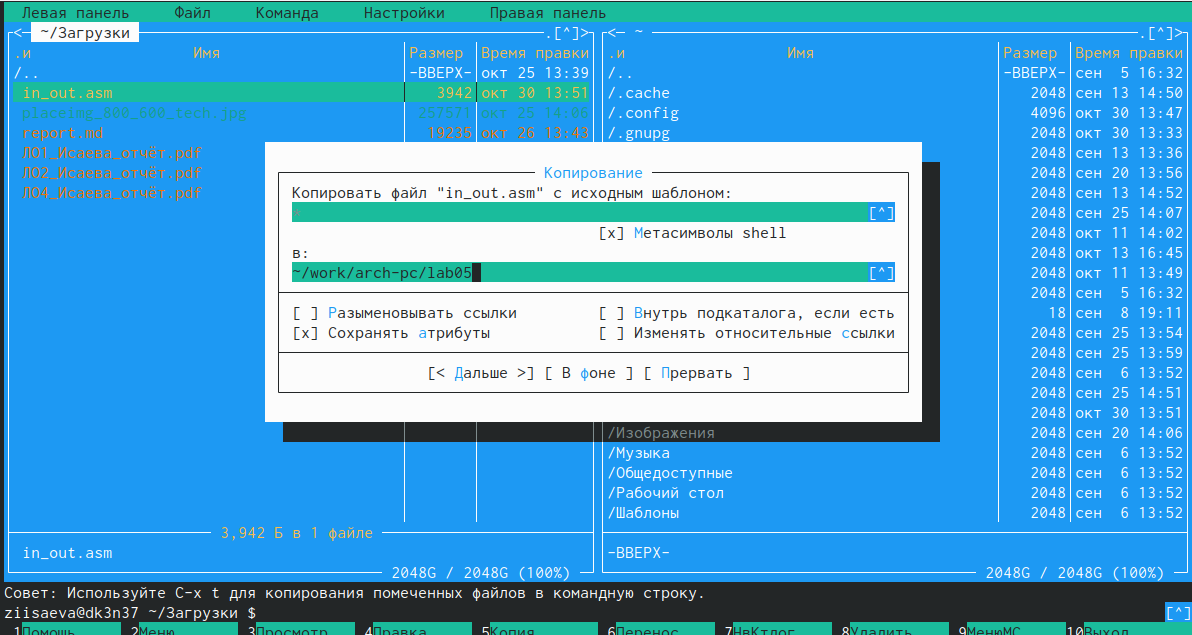 Левая панель Файл Команда Настройки Правая панель
<─ ~/Загрузки .[^]> <─ ~ .[^]>
.и Имя Размер Время правки .и Имя Размер Время правки
/.. -ВВЕРХ- окт 25 13:39 /.. -ВВЕРХ- сен 5 16:32
in_out.asm 3942 окт 30 13:51 /.cache 2048 сен 13 14:50
placeimg_800_600_tech.jpg 257571 окт 25 14:06 /.config 4096 окт 30 13:47
report.md 19235 окт 26 13:43 /.gnupg 2048 окт 30 13:33
Л01_Исаева_отчёт.pdf 2048 сен 13 13:36
Л02_Исаева_отчёт.pdf 2048 сен 20 13:56
Л04_Исаева_отчёт.pdf 2048 сен 13 14:52
2048 сен 25 14:07
2048 окт 11 14:02
2048 окт 13 16:45
2048 окт 11 13:49
2048 сен 5 16:32
18 сен 8 19:11
2048 сен 25 13:54
2048 сен 25 13:59
2048 сен 6 13:52
2048 сен 25 14:51
2048 окт 30 13:51
Копирование
Копировать файл "in_out.asm" с исходным шаблоном:
[^]
[x] Метасимволы shell
в:
~/work/arch-pc/lab05 [^]
[ ] Разыменовывать ссылки [ ] Внутрь подкаталога, если есть
[x] Сохранять атрибуты [ ] Изменять относительные ссылки
[< Дальше >] [ В фоне ] [ Прервать ]
/Изображения 2048 сен 20 14:06
/Музыка 2048 сен 6 13:52
/Общедоступные 2048 сен 6 13:52
/Рабочий стол 2048 сен 6 13:52
/Шаблоны 2048 сен 6 13:52
3,942 Б в 1 файле
in_out.asm -ВВЕРХ-
2048G / 2048G (100%) 2048G / 2048G (100%)
Совет: Используйте C-x t для копирования помеченных файлов в командную строку.
ziisaeva@dk3n37 ~/Загрузки $ [^]
1Помощь 2Меню 3Просмотр 4Правка 5Копия 6Перенос 7НвКтлог 8Удалить 9МенюМС 10Выход